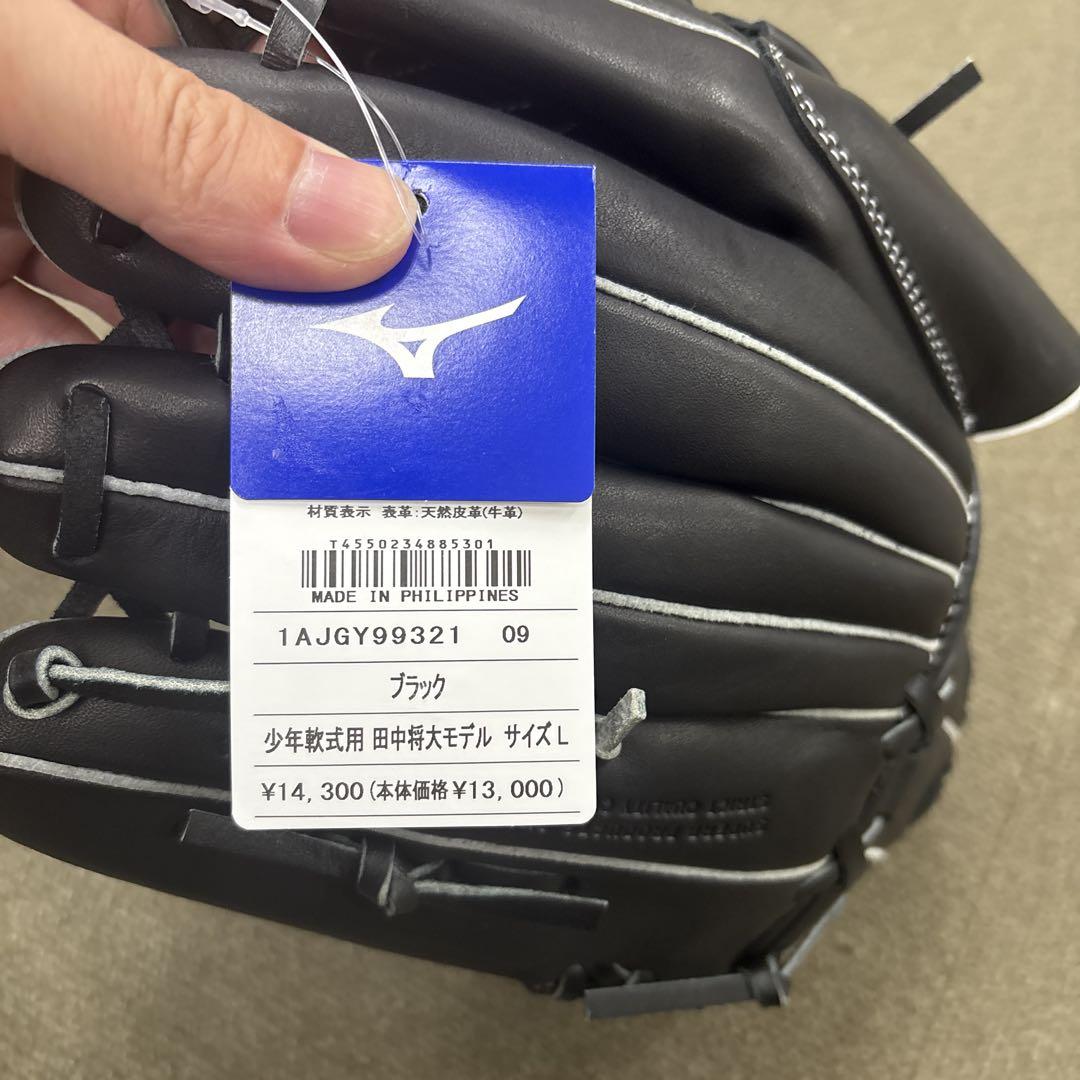 材質表示 表革:天然皮革(牛革)
T4550234885301
MADE IN PHILIPPINES
1AJGY99321 09
ブラック
少年軟式用 田中将大モデル サイズL
¥14,300(本体価格¥13,000)